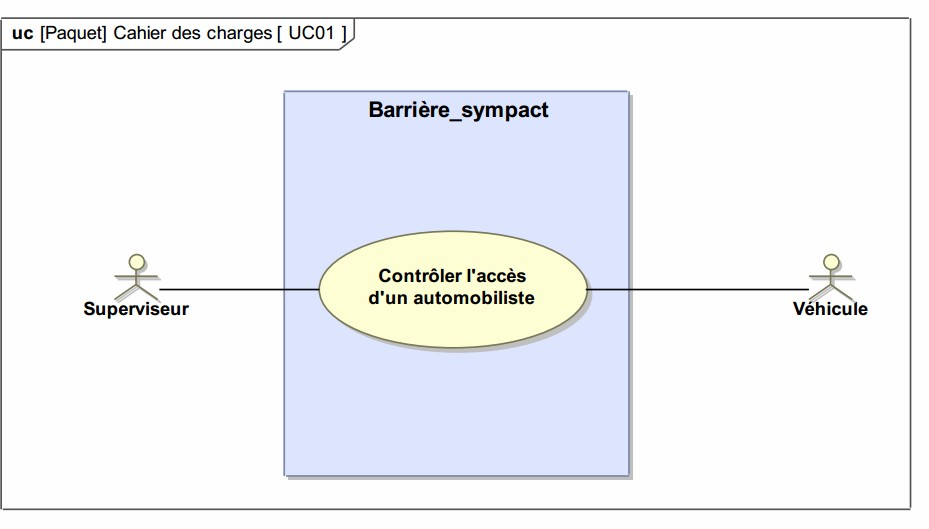 uc [Paquet] Cahier des charges [ UC01 ]
Barrière_sympact
Contrôler l'accès
d'un automobiliste
Superviseur
Véhicule